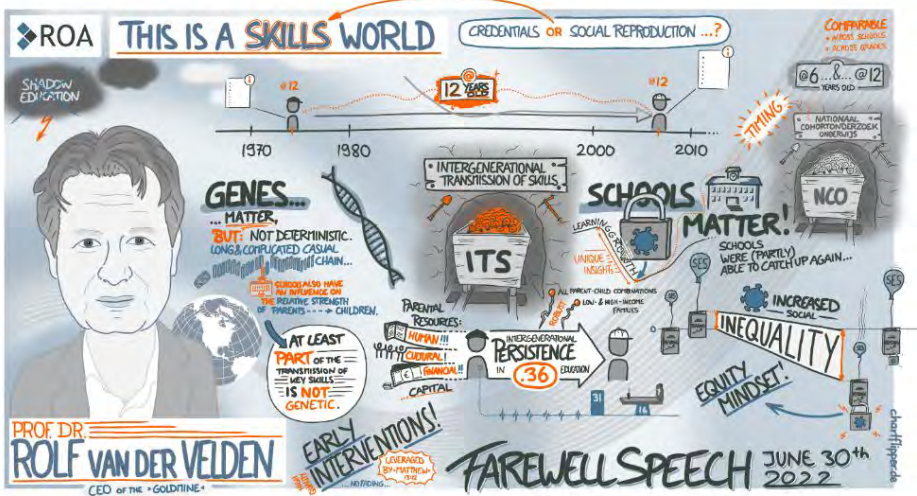 ROA
THIS IS A SKILLS WORLD
CREDENTIALS OR SOCIAL REPRODUCTION ...?
COMPARABLE
• ACROSS SCHOOLS
• ACROSS GRADES
@6...&...@12
YEARS OLD
SHADOW
EDUCATION
@12
@
12 YEARS
OLD
@12
1970
1980
2000
2010
TIMING
NATIONAAL
COHORTONDERZOEK
ONDERWIJS
NCO
GENES...
... MATTER,
BUT: NOT DETERMINISTIC.
LONG & COMPLICATED CASUAL
CHAIN...
SCHOOLS ALSO HAVE
AN INFLUENCE ON
THE RELATIVE STRENGTH
OF PARENTS ----> CHILDREN.
AT LEAST
PART OF THE
TRANSMISSION OF
KEY SKILLS
IS NOT
GENETIC.
INTERGENERATIONAL
TRANSMISSION OF SKILLS
ITS
SCHOOLS
MATTER!
LEARNING GROWTH
UNIQUE
INSIGHTS
SCHOOLS
WERE (PARTLY)
ABLE TO CATCH UP AGAIN...
ALL PARENT-CHILD COMBINATIONS
LOW- & HIGH-INCOME
FAMILIES
ROBUST
PARENTAL
RESOURCES:
HUMAN !!!
CULTURAL !
FINANCIAL !!
CAPITAL
INTERGENERATIONAL
PERSISTENCE
IN .36 EDUCATION
31
SES
SES
INCREASED
SOCIAL
INEQUALITY
EQUITY
MINDSET!
EARLY
INTERVENTIONS!
... NO FADING...
LEVERAGED
BY •MATTHEW•
13:12
PROF. DR.
ROLF VAN DER VELDEN
CEO OF THE •GOLDMINE•
FAREWELL SPEECH
JUNE 30th
2022
chartflipper.de